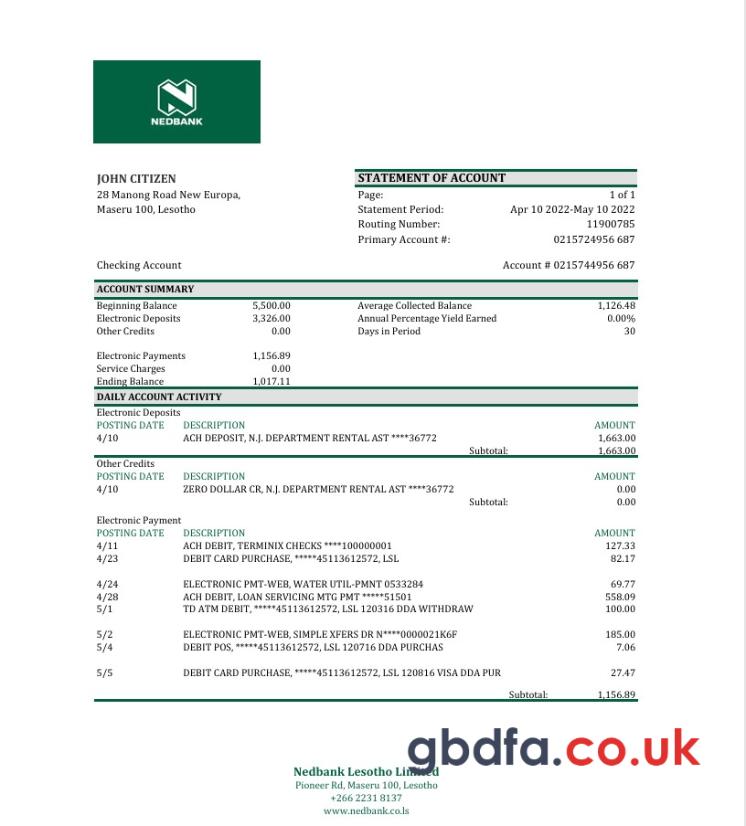 NEDBANK
JOHN CITIZEN
28 Manong Road New Europa,
Maseru 100, Lesotho
STATEMENT OF ACCOUNT
Page: 1 of 1
Statement Period: Apr 10 2022-May 10 2022
Routing Number: 11900785
Primary Account #: 0215724956 687
Checking Account Account # 0215744956 687
ACCOUNT SUMMARY
Beginning Balance 5,500.00 Average Collected Balance 1,126.48
Electronic Deposits 3,326.00 Annual Percentage Yield Earned 0.00%
Other Credits 0.00 Days in Period 30
Electronic Payments 1,156.89
Service Charges 0.00
Ending Balance 1,017.11
DAILY ACCOUNT ACTIVITY
Electronic Deposits
POSTING DATE DESCRIPTION AMOUNT
4/10 ACH DEPOSIT, N.J. DEPARTMENT RENTAL AST ****36772 1,663.00
Subtotal: 1,663.00
Other Credits
POSTING DATE DESCRIPTION AMOUNT
4/10 ZERO DOLLAR CR, N.J. DEPARTMENT RENTAL AST ****36772 0.00
Subtotal: 0.00
Electronic Payment
POSTING DATE DESCRIPTION AMOUNT
4/11 ACH DEBIT, TERMINIX CHECKS ****100000001 127.33
4/23 DEBIT CARD PURCHASE, *****45113612572, LSL 82.17
4/24 ELECTRONIC PMT-WEB, WATER UTIL-PMNT 0533284 69.77
4/28 ACH DEBIT, LOAN SERVICING MTG PMT *****51501 558.09
5/1 TD ATM DEBIT, *****45113612572, LSL 120316 DDA WITHDRAW 100.00
5/2 ELECTRONIC PMT-WEB, SIMPLE XFERS DR N****0000021K6F 185.00
5/4 DEBIT POS, *****45113612572, LSL 120716 DDA PURCHAS 7.06
5/5 DEBIT CARD PURCHASE, *****45113612572, LSL 120816 VISA DDA PUR 27.47
Subtotal: 1,156.89
gbdfa.co.uk
Nedbank Lesotho Limited
Pioneer Rd, Maseru 100, Lesotho
+266 2231 8137
www.nedbank.co.ls